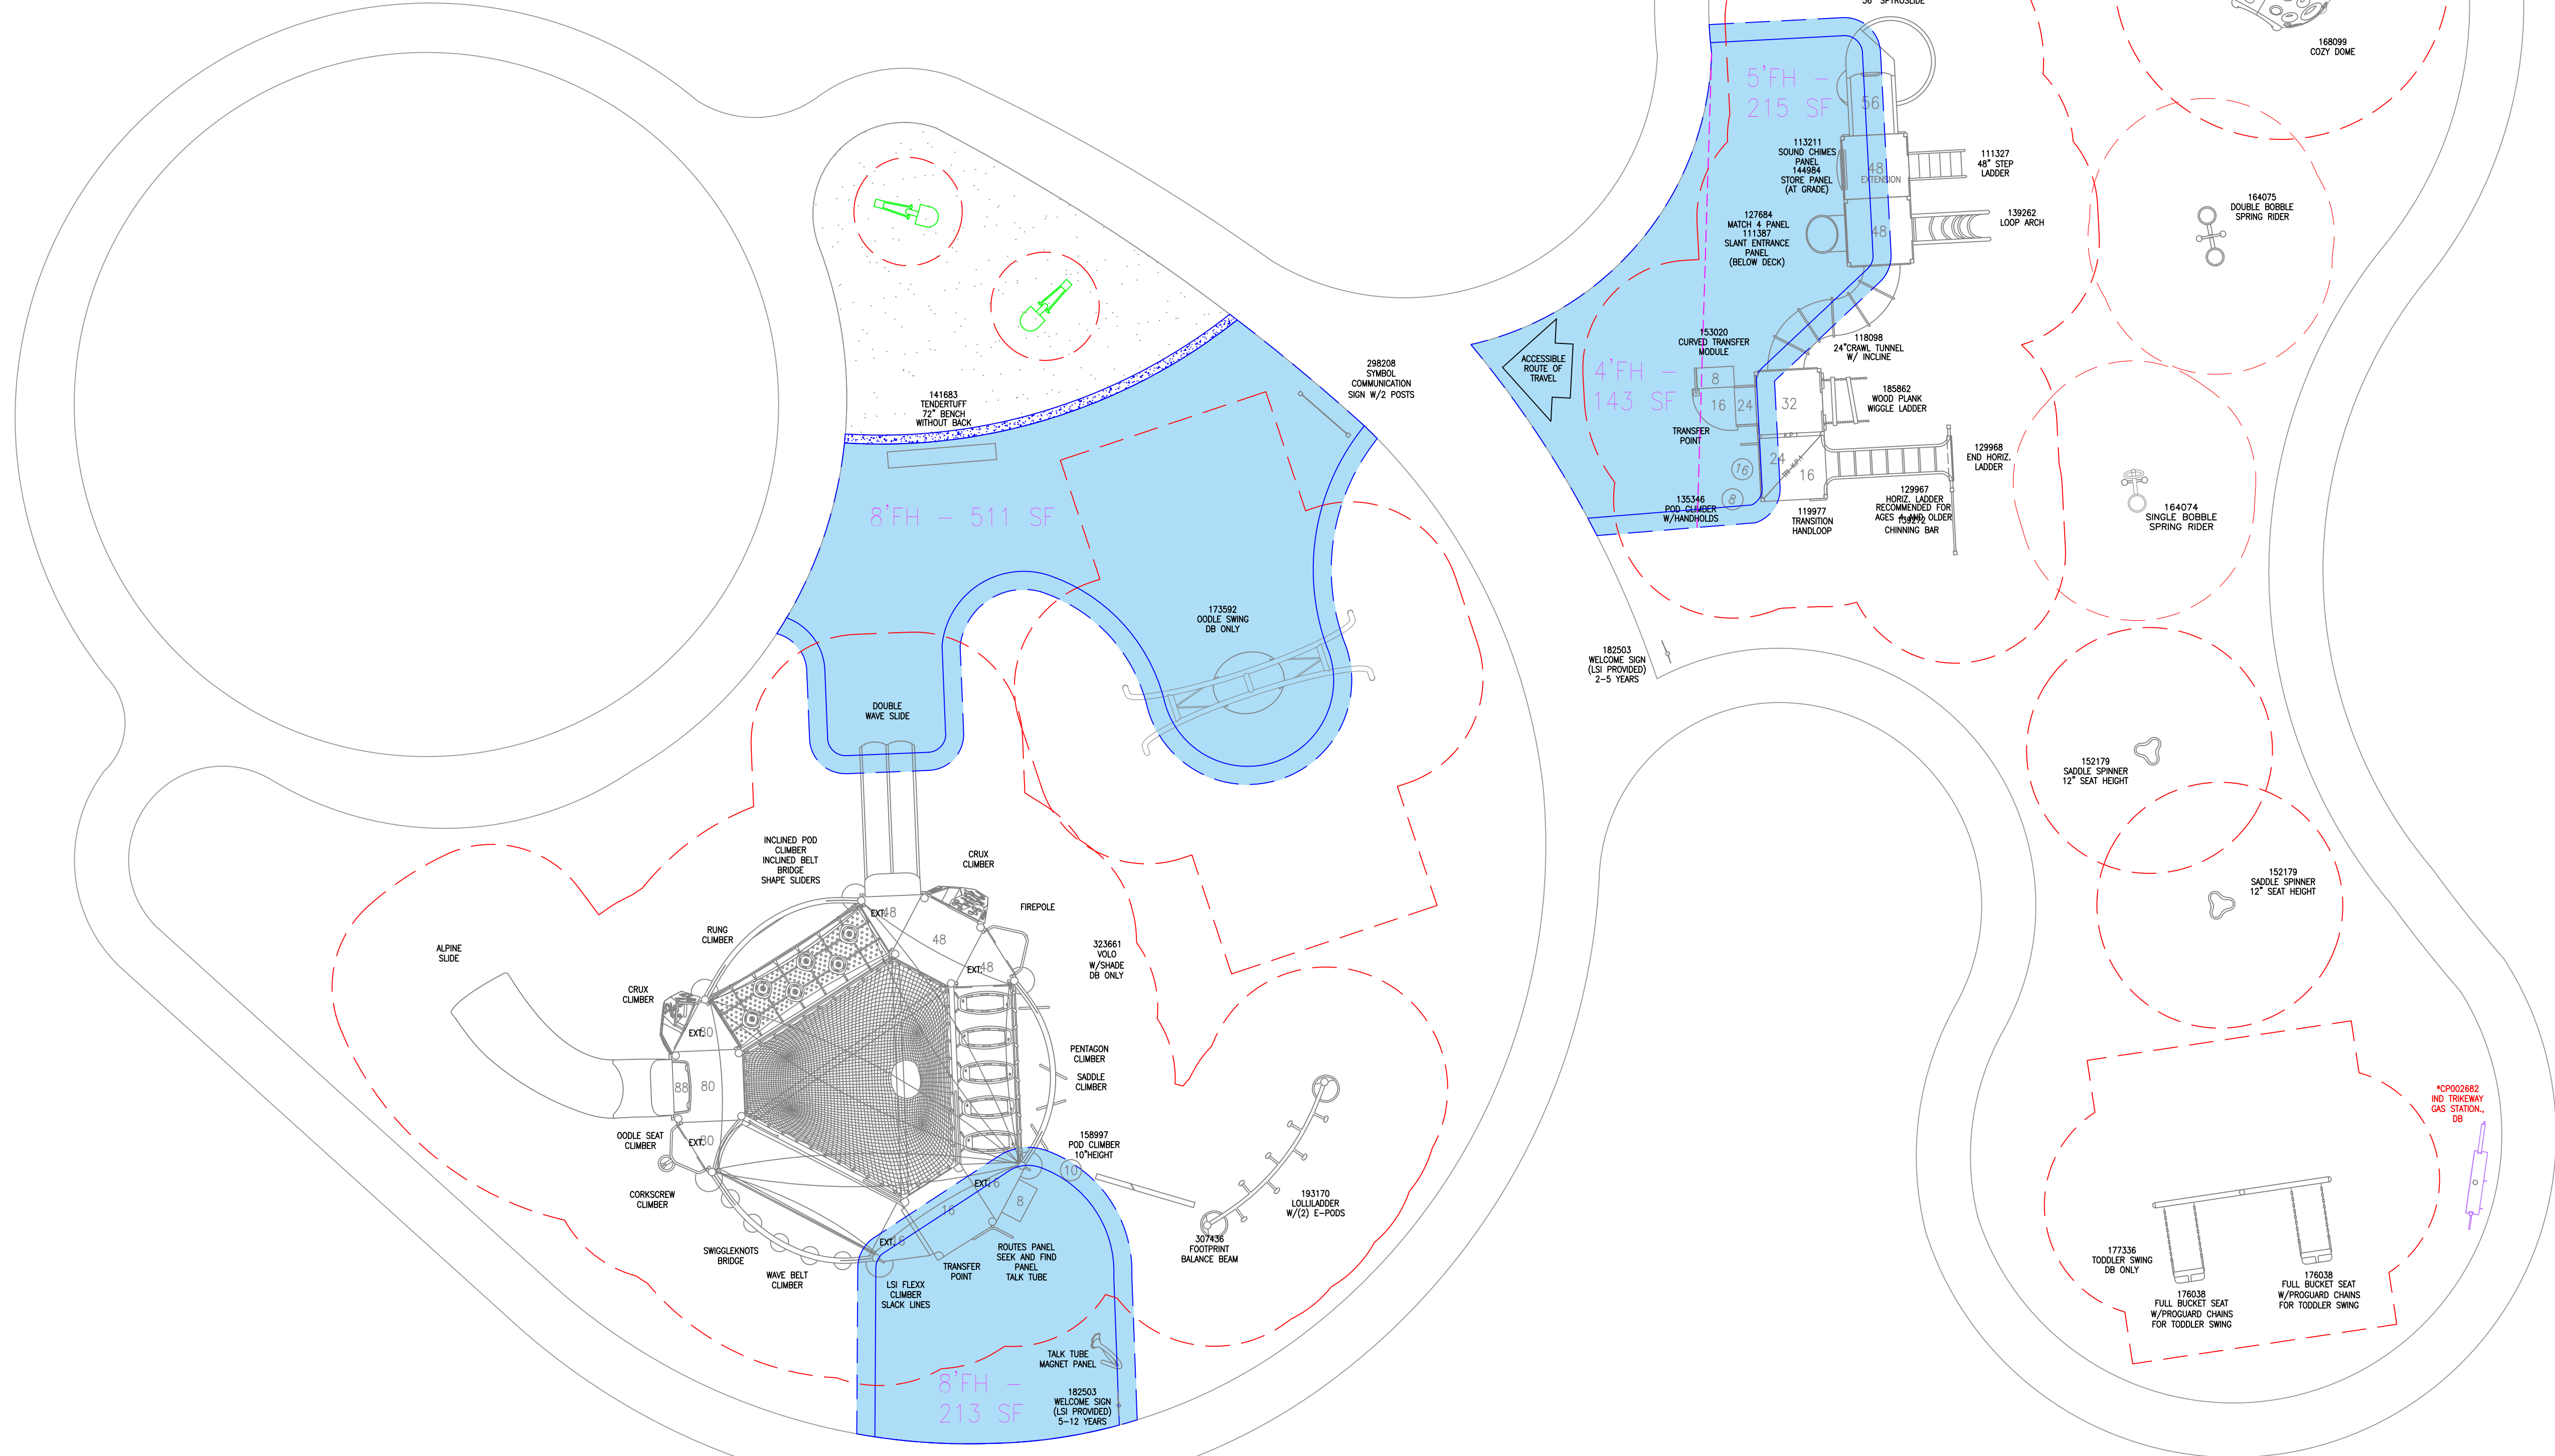 56" SPYROSLIDE
168099
COZY DOME
5'FH -
215 SF
56
113211
SOUND CHIMES
PANEL
144984
STORE PANEL
(AT GRADE)
48
EXTENSION
111327
48" STEP
LADDER
127684
MATCH 4 PANEL
111387
SLANT ENTRANCE
PANEL
(BELOW DECK)
48
139262
LOOP ARCH
164075
DOUBLE BOBBLE
SPRING RIDER
153020
CURVED TRANSFER
MODULE
118098
24"CRAWL TUNNEL
W/ INCLINE
ACCESSIBLE
ROUTE OF
TRAVEL
4'FH -
143 SF
8
16
24
32
185862
WOOD PLANK
WIGGLE LADDER
TRANSFER
POINT
K.P.I.
24
TRI K.P.I.
16
16
8
129968
END HORIZ.
LADDER
135346
POD CLIMBER
W/HANDHOLDS
119977
TRANSITION
HANDLOOP
129967
HORIZ. LADDER
RECOMMENDED FOR
AGES 4 AND OLDER
139272
CHINNING BAR
164074
SINGLE BOBBLE
SPRING RIDER
298208
SYMBOL
COMMUNICATION
SIGN W/2 POSTS
141683
TENDERTUFF
72" BENCH
WITHOUT BACK
8'FH - 511 SF
173592
OODLE SWING
DB ONLY
182503
WELCOME SIGN
(LSI PROVIDED)
2-5 YEARS
DOUBLE
WAVE SLIDE
152179
SADDLE SPINNER
12" SEAT HEIGHT
152179
SADDLE SPINNER
12" SEAT HEIGHT
INCLINED POD
CLIMBER
INCLINED BELT
BRIDGE
SHAPE SLIDERS
CRUX
CLIMBER
FIREPOLE
EXT.
48
48
EXT.
48
RUNG
CLIMBER
ALPINE
SLIDE
323661
VOLO
W/SHADE
DB ONLY
CRUX
CLIMBER
EXT.
80
88
80
EXT.
80
PENTAGON
CLIMBER
SADDLE
CLIMBER
OODLE SEAT
CLIMBER
158997
POD CLIMBER
10"HEIGHT
10
CORKSCREW
CLIMBER
EXT.
16
8
16
EXT.
16
193170
LOLLILADDER
W/(2) E-PODS
307436
FOOTPRINT
BALANCE BEAM
SWIGGLEKNOTS
BRIDGE
WAVE BELT
CLIMBER
LSI FLEXX
CLIMBER
SLACK LINES
TRANSFER
POINT
ROUTES PANEL
SEEK AND FIND
PANEL
TALK TUBE
TALK TUBE
MAGNET PANEL
8'FH -
213 SF
182503
WELCOME SIGN
(LSI PROVIDED)
5-12 YEARS
*CP002682
IND TRIKEWAY
GAS STATION.,
DB
177336
TODDLER SWING
DB ONLY
176038
FULL BUCKET SEAT
W/PROGUARD CHAINS
FOR TODDLER SWING
176038
FULL BUCKET SEAT
W/PROGUARD CHAINS
FOR TODDLER SWING